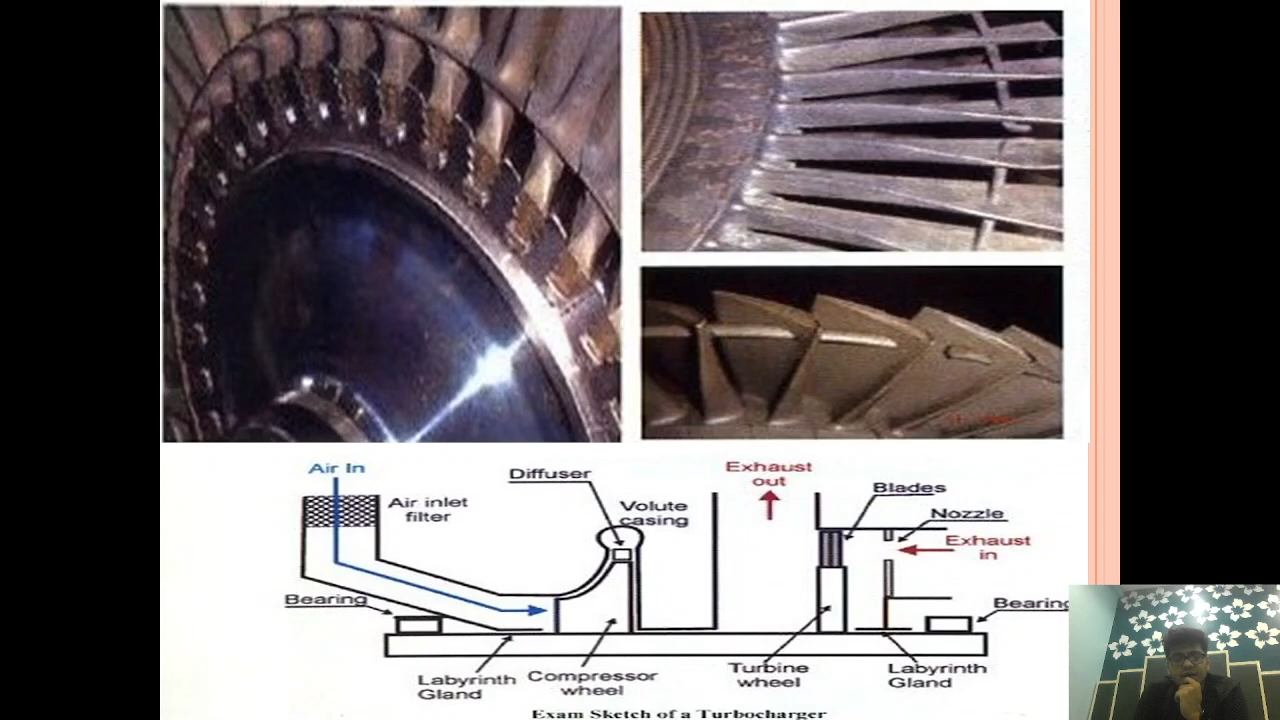 Air In
Air inlet
filter
Diffuser
Volute
casing
Exhaust
out
Blades
Nozzle
Exhaust
in
Bearing
Bearing
Labyrinth
Gland
Compressor
wheel
Turbine
wheel
Labyrinth
Gland
Exam Sketch of a Turbocharger